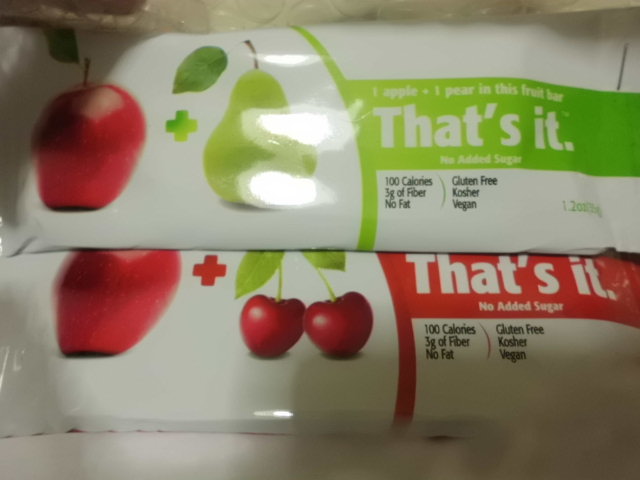 1 apple + 1 pear in this fruit bar
That's it.™
No Added Sugar
100 Calories
3g of Fiber
No Fat
Gluten Free
Kosher
Vegan
1.2oz
That's it.
No Added Sugar
100 Calories
3g of Fiber
No Fat
Gluten Free
Kosher
Vegan